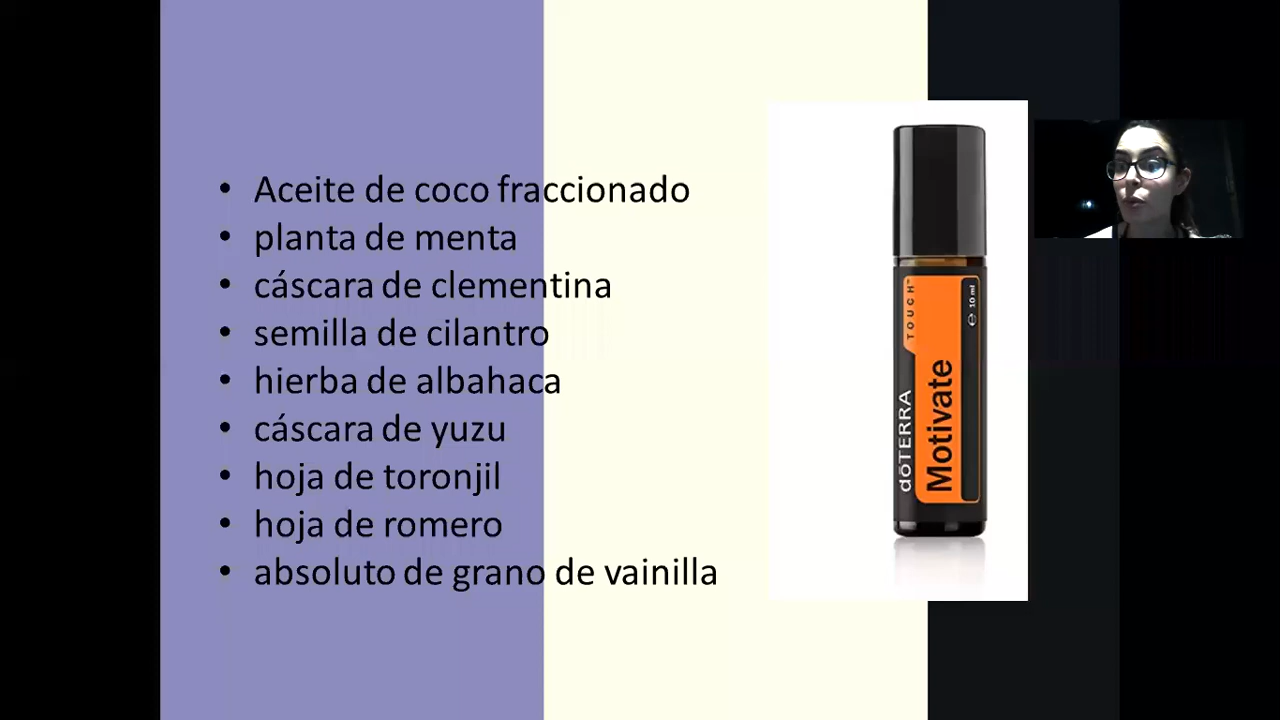 • Aceite de coco fraccionado
• planta de menta
• cáscara de clementina
• semilla de cilantro
• hierba de albahaca
• cáscara de yuzu
• hoja de toronjil
• hoja de romero
• absoluto de grano de vainilla
dōTERRA
Motivate
TOUCH™
℮ 10 ml